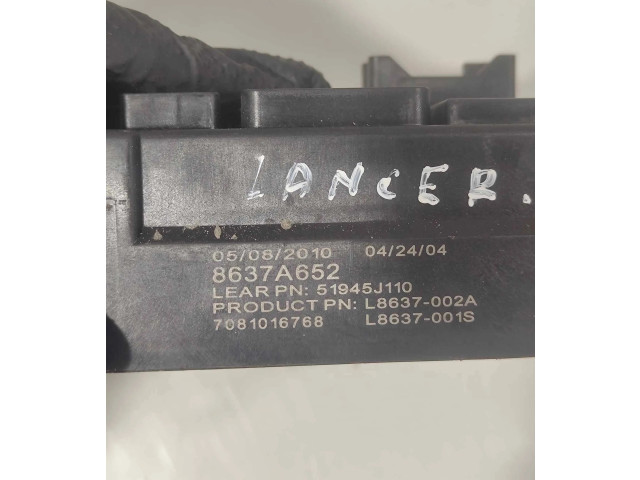 LANCER.
05/08/2010 04/24/04
8637A652
LEAR PN: 51945J110
PRODUCT PN: L8637-002A
7081016768 L8637-001S